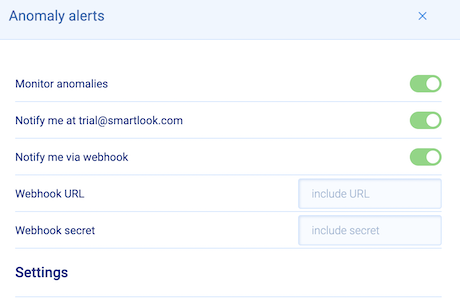 Anomaly alerts
Monitor anomalies
Notify me at trial@smartlook.com
Notify me via webhook
Webhook URL include URL
Webhook secret include secret
Settings